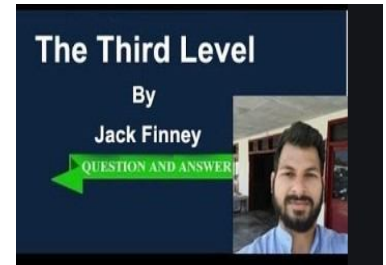 The Third Level
By
Jack Finney
QUESTION AND ANSWER